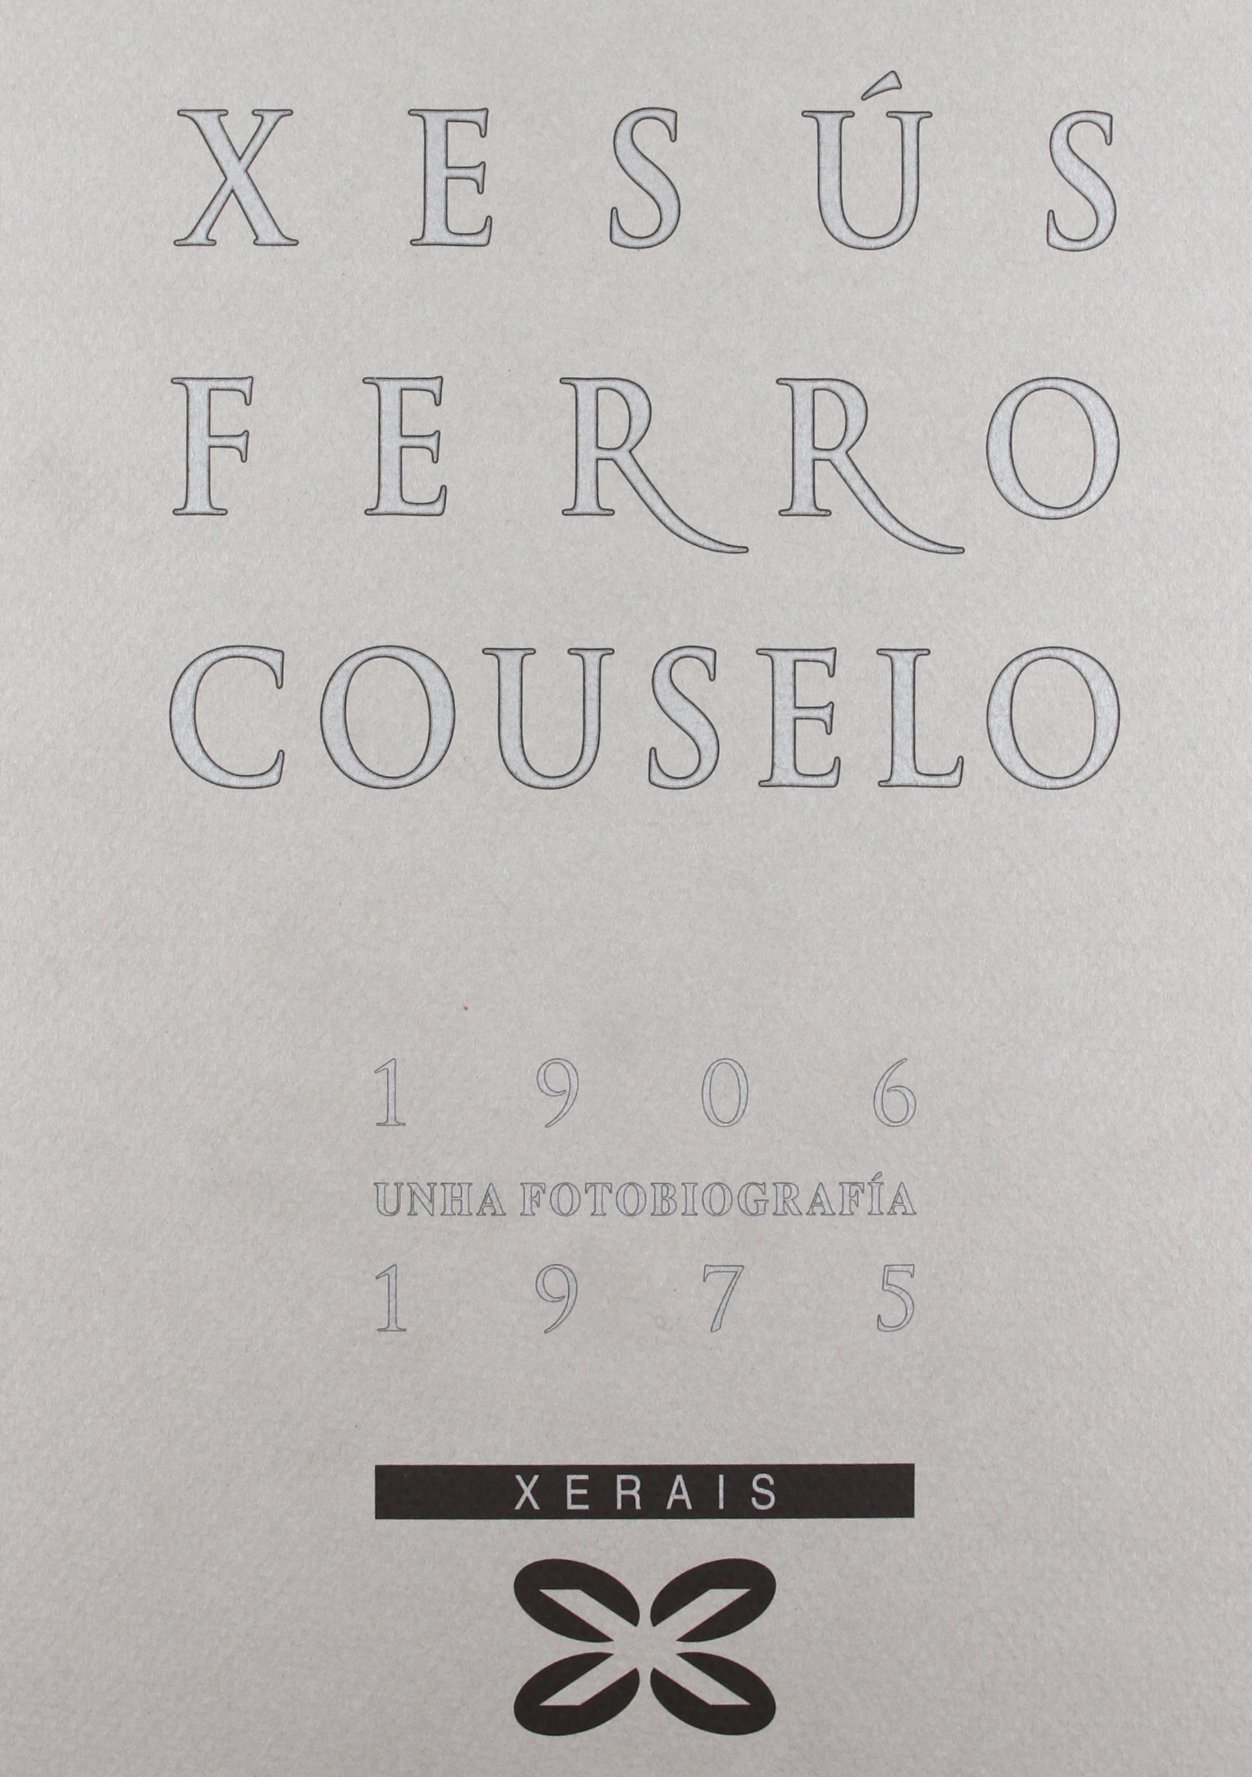 XESÚS
FERRO
COUSELO
1906
UNHA FOTOBIOGRAFÍA
1975
XERAIS